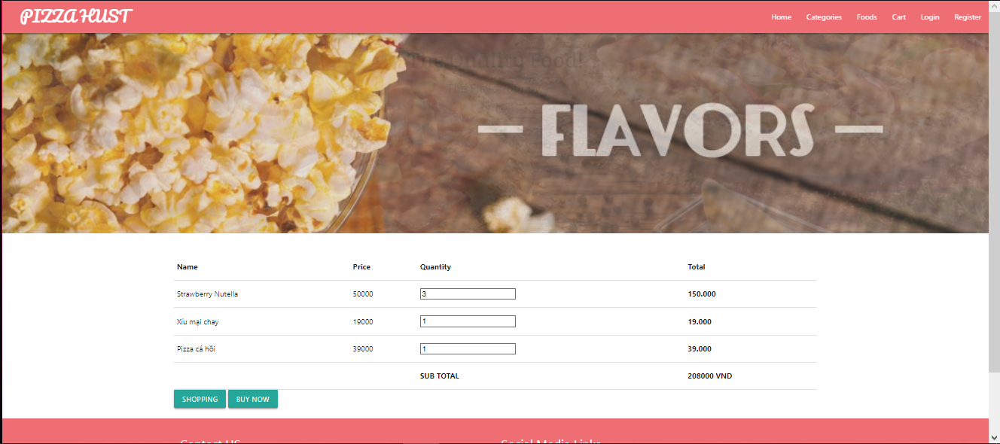 PIZZA HUST
Home Categories Foods Cart Login Register
The Quality Food!
— FLAVORS —
Name Price Quantity Total
Strawberry Nutella 50000 3 150.000
Xíu mại chay 19000 1 19.000
Pizza cá hồi 39000 1 39.000
SUB TOTAL 208000 VND
SHOPPING BUY NOW
Contact US Social Media Links